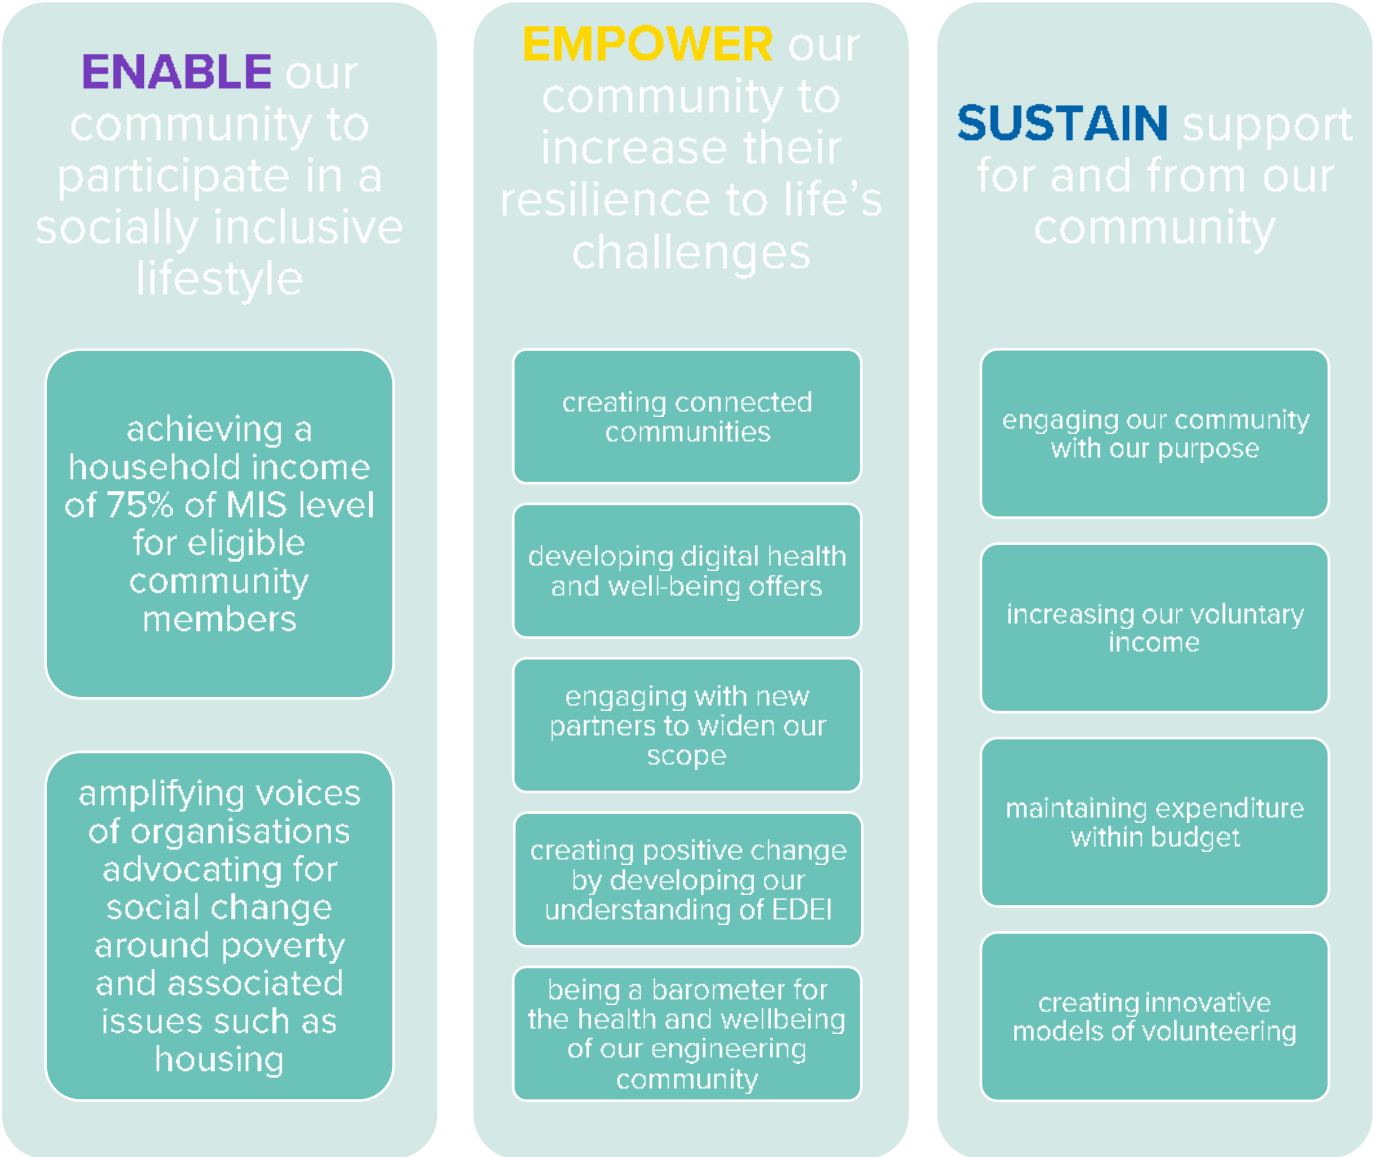 ENABLE our
community to
participate in a
socially inclusive
lifestyle
achieving a
household income
of 75% of MIS level
for eligible
community
members
amplifying voices
of organisations
advocating for
social change
around poverty
and associated
issues such as
housing
EMPOWER our
community to
increase their
resilience to life's
challenges
creating connected
communities
developing digital health
and well-being offers
engaging with new
partners to widen our
scope
creating positive change
by developing our
understanding of EDEI
being a barometer for
the health and wellbeing
of our engineering
community
SUSTAIN support
for and from our
community
engaging our community
with our purpose
increasing our voluntary
income
maintaining expenditure
within budget
creating innovative
models of volunteering